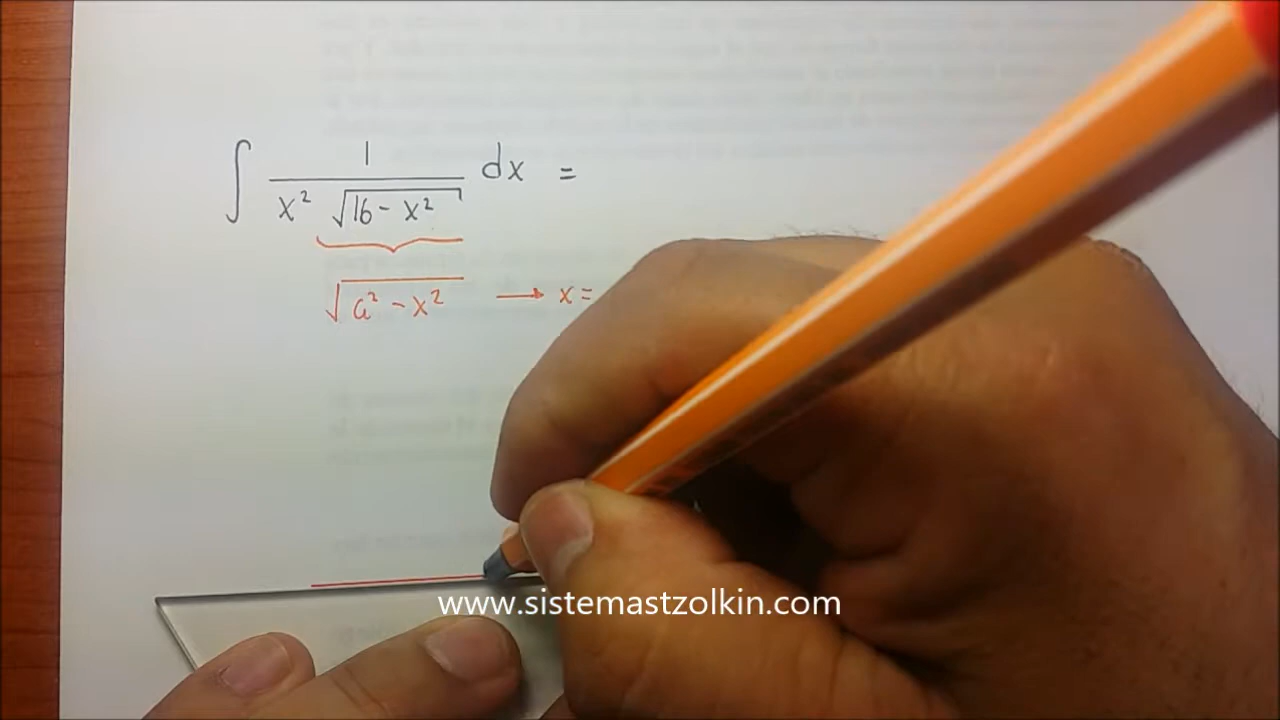 ∫ 1 / (x² √(16 - x²)) dx =
√(a² - x²) → x =
www.sistemastzolkin.com